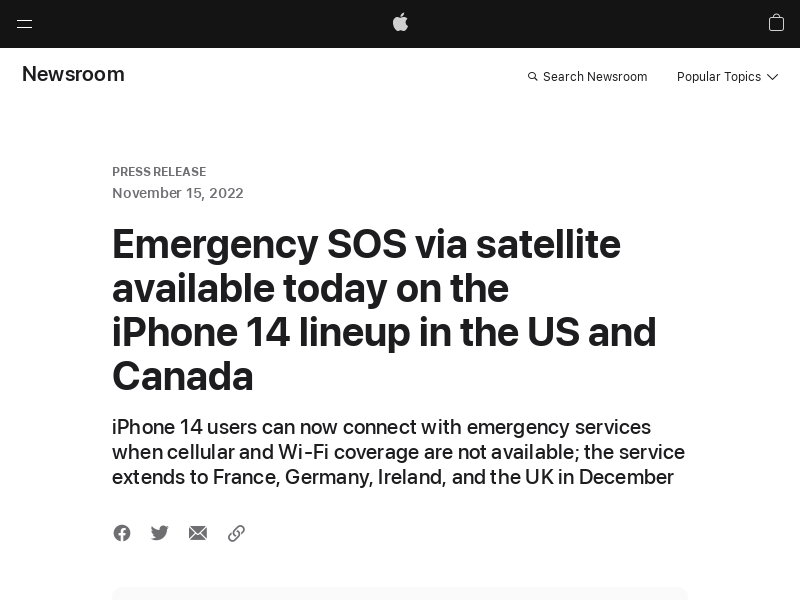 Newsroom
Search Newsroom
Popular Topics
PRESS RELEASE
November 15, 2022
Emergency SOS via satellite
available today on the
iPhone 14 lineup in the US and
Canada
iPhone 14 users can now connect with emergency services
when cellular and Wi-Fi coverage are not available; the service
extends to France, Germany, Ireland, and the UK in December